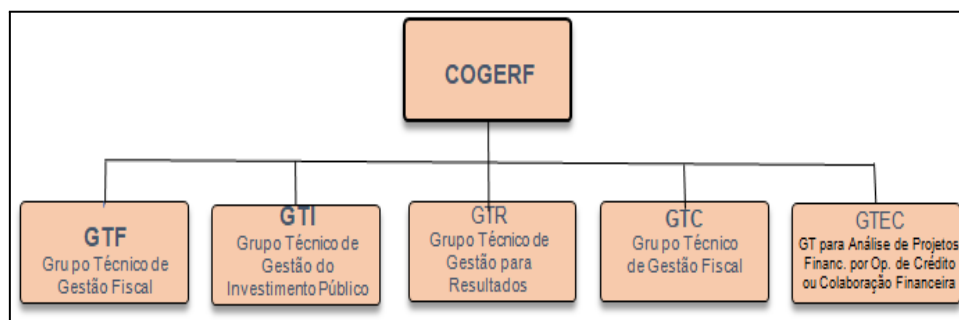 COGERF
GTF
Grupo Técnico de
Gestão Fiscal
GTI
Grupo Técnico de
Gestão do
Investimento Público
GTR
Grupo Técnico de
Gestão para
Resultados
GTC
Grupo Técnico
de Gestão Fiscal
GTEC
GT para Análise de Projetos
Financ. por Op. de Crédito
ou Colaboração Financeira